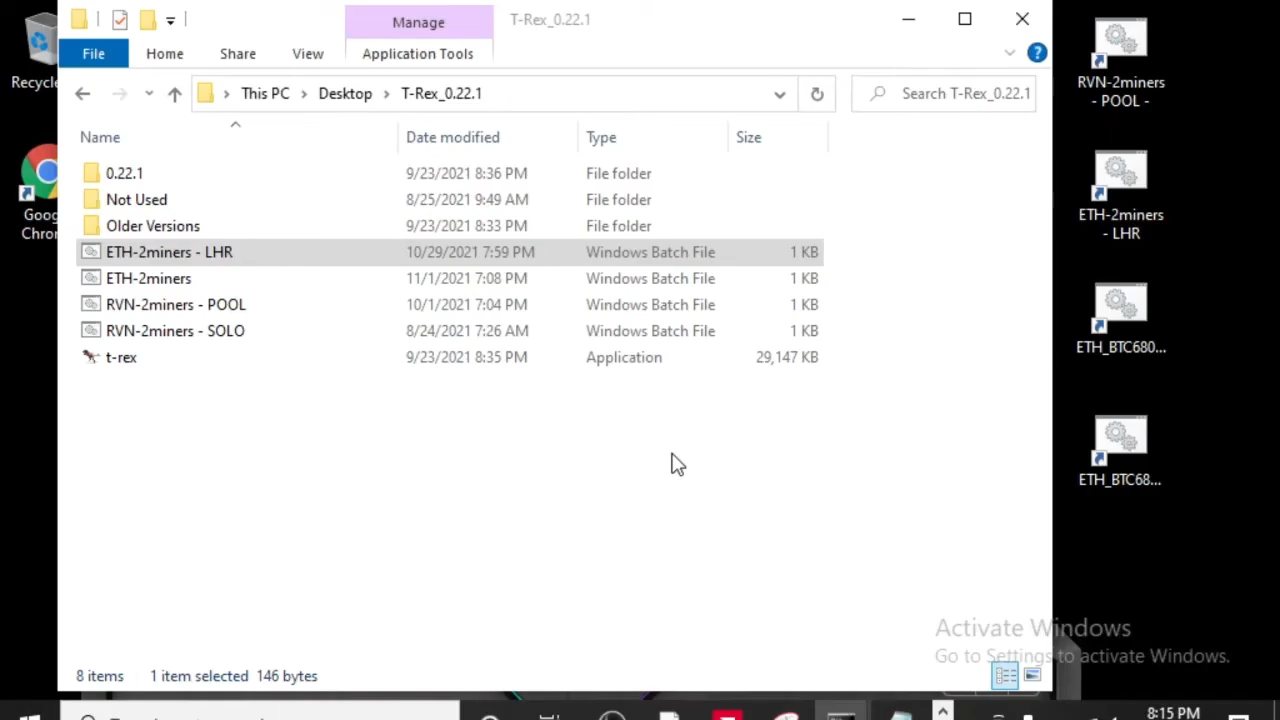 Manage
T-Rex_0.22.1
File
Home
Share
View
Application Tools
This PC
Desktop
T-Rex_0.22.1
Search T-Rex_0.22.1
Name
Date modified
Type
Size
0.22.1 9/23/2021 8:36 PM File folder
Not Used 8/25/2021 9:49 AM File folder
Older Versions 9/23/2021 8:33 PM File folder
ETH-2miners - LHR 10/29/2021 7:59 PM Windows Batch File 1 KB
ETH-2miners 11/1/2021 7:08 PM Windows Batch File 1 KB
RVN-2miners - POOL 10/1/2021 7:04 PM Windows Batch File 1 KB
RVN-2miners - SOLO 8/24/2021 7:26 AM Windows Batch File 1 KB
t-rex 9/23/2021 8:35 PM Application 29,147 KB
8 items 1 item selected 146 bytes
Recycle
Goog
Chron
RVN-2miners
- POOL -
ETH-2miners
- LHR
ETH_BTC680...
ETH_BTC68...
Activate Windows
Go to Settings to activate Windows.
8:15 PM